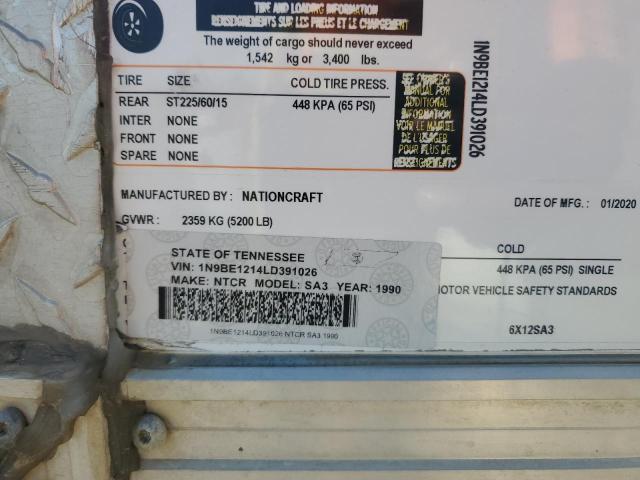 TIRE AND LOADING INFORMATION
RENSEIGNEMENTS SUR LES PNEUS ET LE CHARGEMENT
The weight of cargo should never exceed
1,542 kg or 3,400 lbs.
TIRE SIZE COLD TIRE PRESS.
REAR ST225/60/15 448 KPA (65 PSI)
INTER NONE
FRONT NONE
SPARE NONE
SEE OWNER'S
MANUAL FOR
ADDITIONAL
INFORMATION
VOIR LE MANUEL
DE L'USAGER
POUR PLUS DE
RENSEIGNEMENTS
1N9BE1214LD391026
MANUFACTURED BY: NATIONCRAFT
DATE OF MFG. : 01/2020
GVWR : 2359 KG (5200 LB)
STATE OF TENNESSEE
VIN: 1N9BE1214LD391026
MAKE: NTCR MODEL: SA3 YEAR: 1990
1N9BE1214LD391026 NTCR SA3 1990
COLD
448 KPA (65 PSI) SINGLE
MOTOR VEHICLE SAFETY STANDARDS
6X12SA3